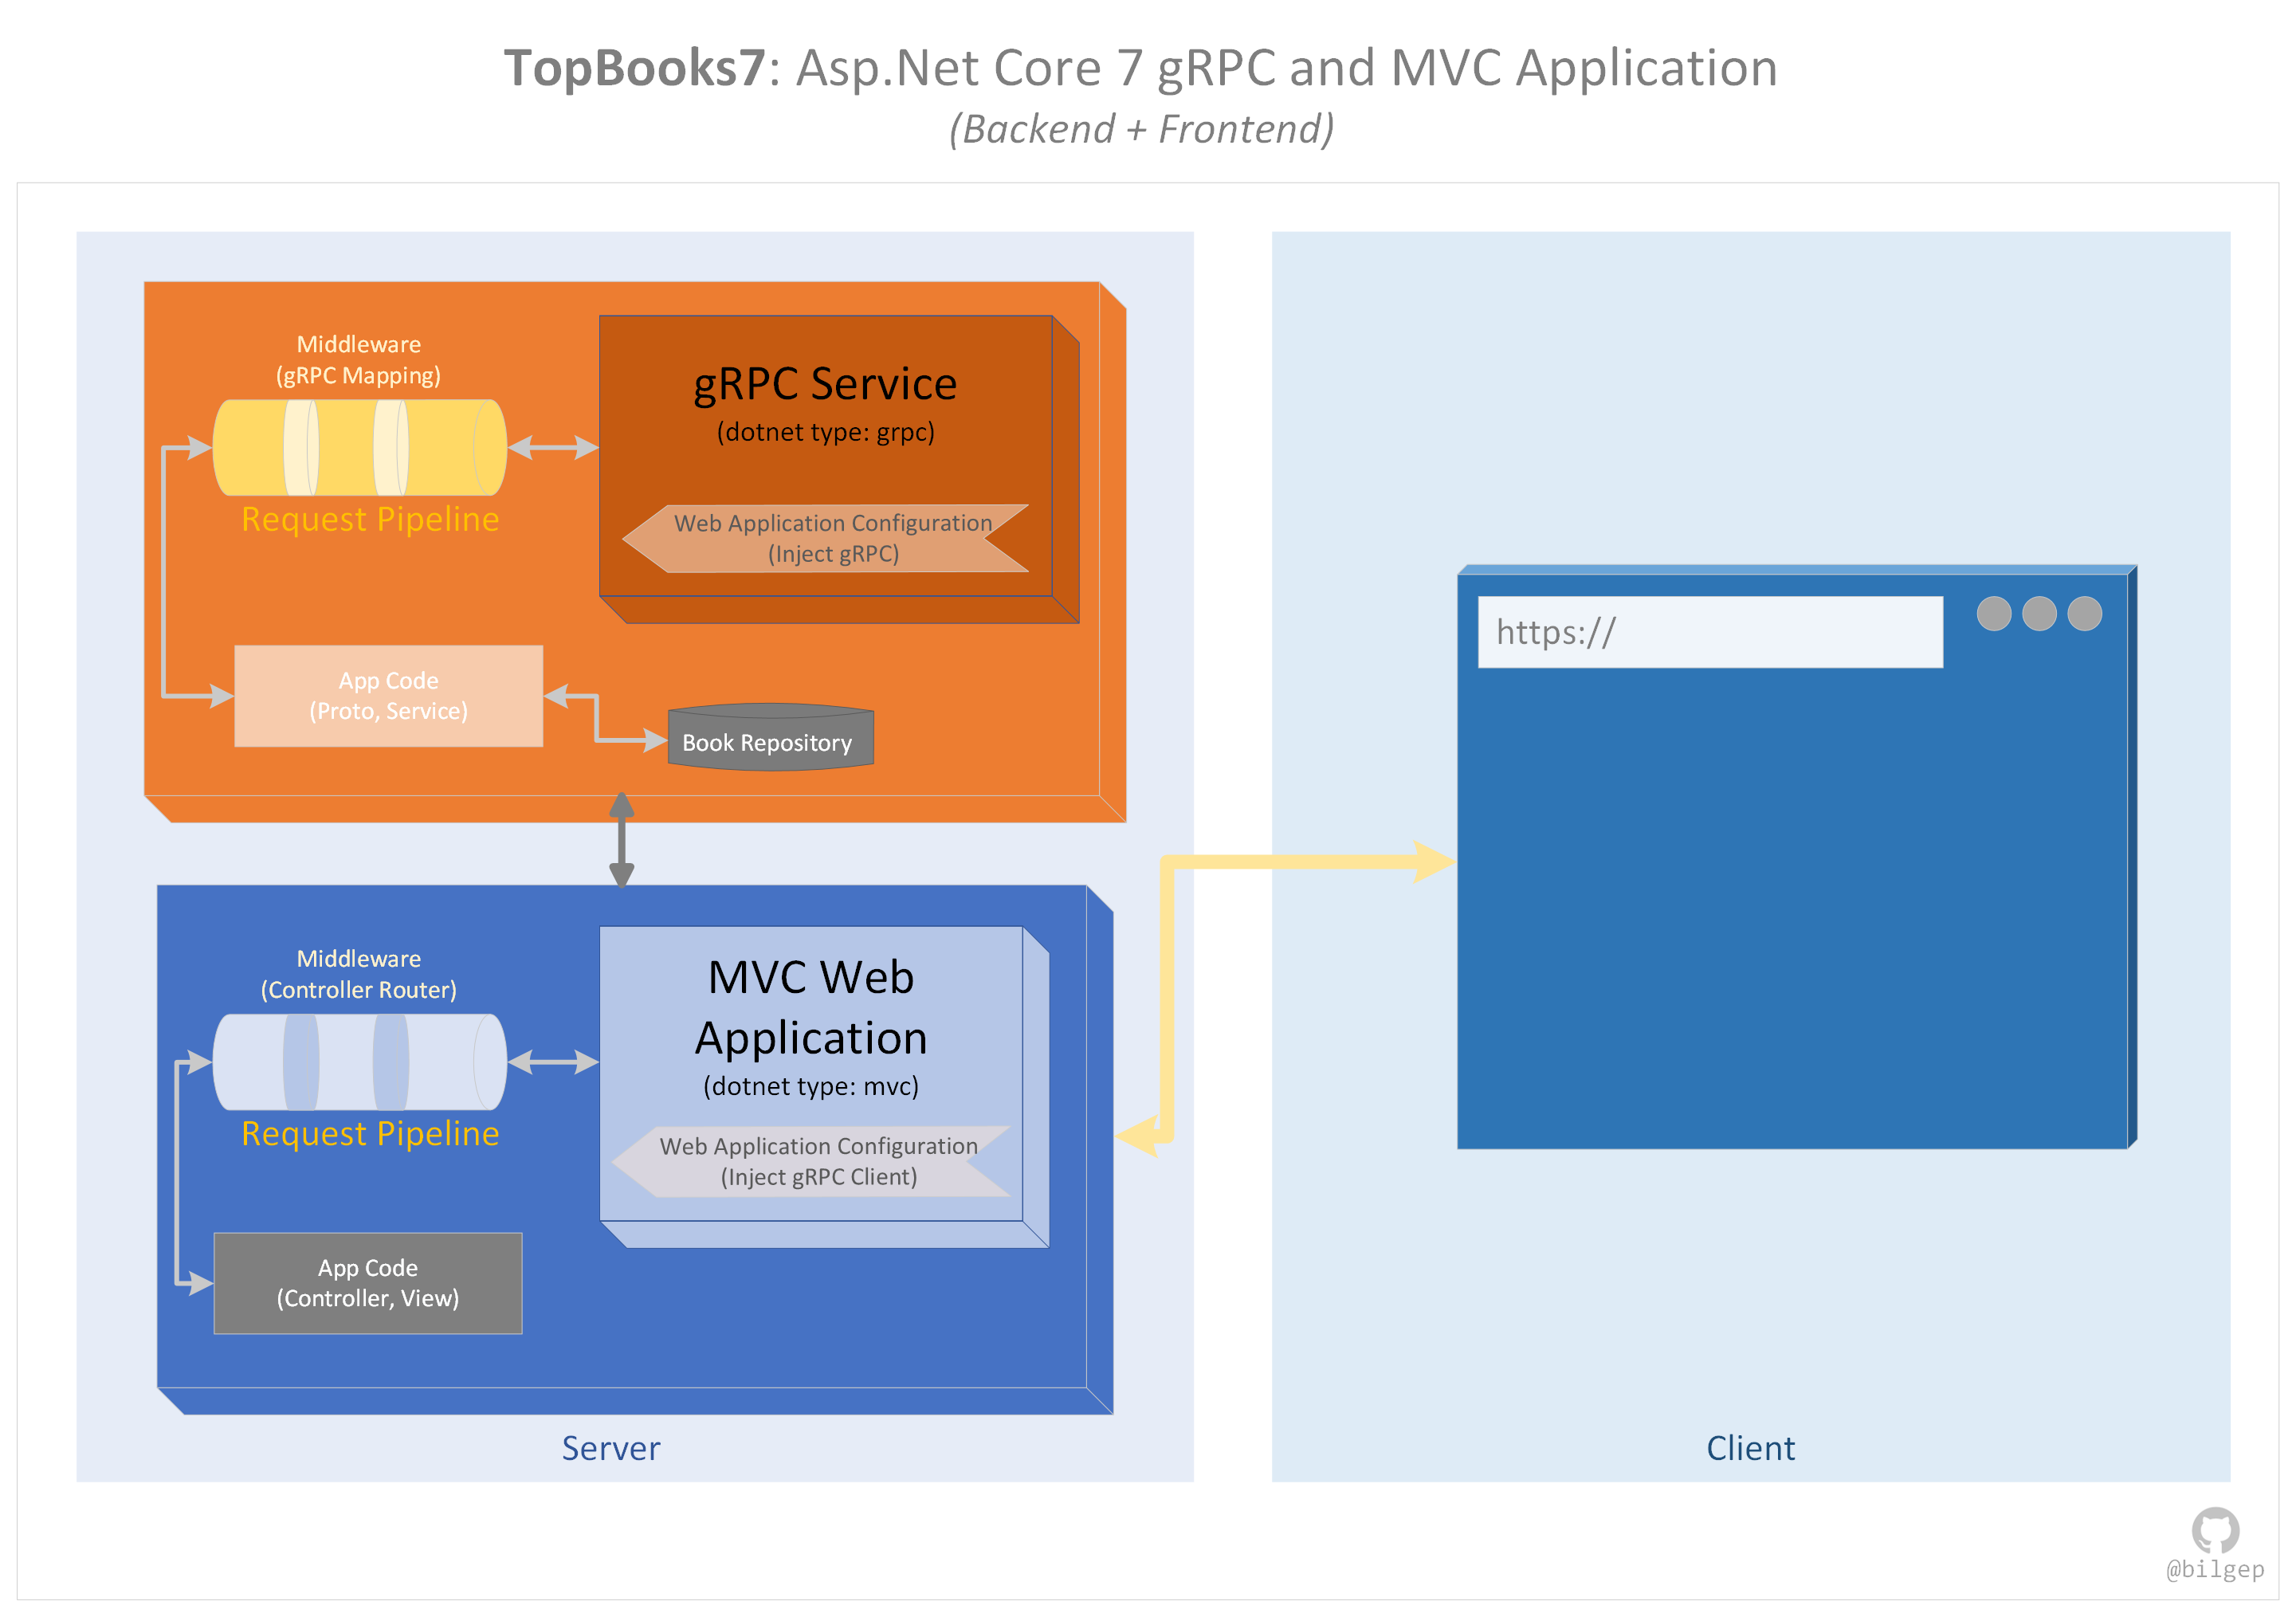 TopBooks7: Asp.Net Core 7 gRPC and MVC Application
(Backend + Frontend)
Middleware
(gRPC Mapping)
Request Pipeline
gRPC Service
(dotnet type: grpc)
Web Application Configuration
(Inject gRPC)
App Code
(Proto, Service)
Book Repository
Middleware
(Controller Router)
Request Pipeline
MVC Web
Application
(dotnet type: mvc)
Web Application Configuration
(Inject gRPC Client)
App Code
(Controller, View)
Server
https://
Client
@bilgep